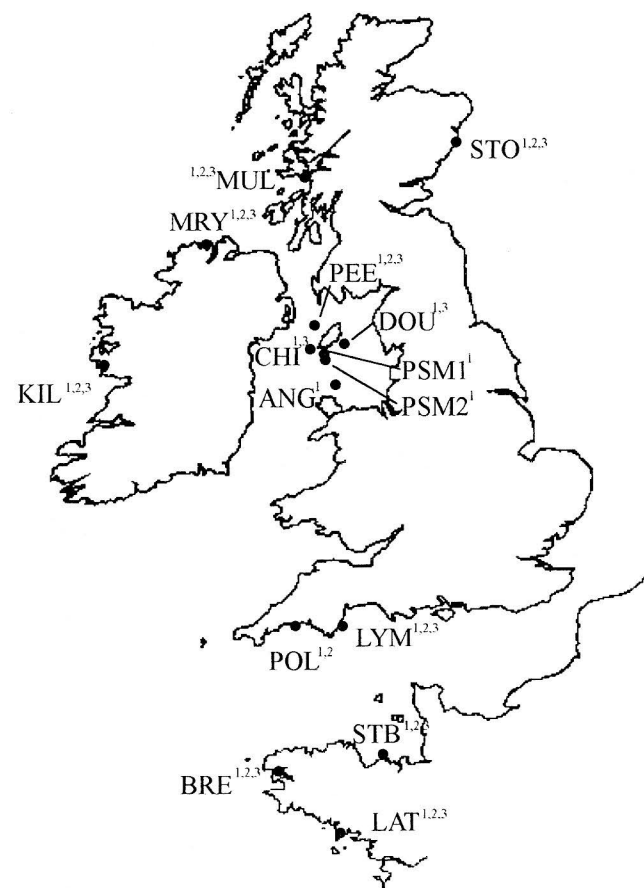 STO1,2,3
1,2,3MUL
MRY1,2,3
PEE1,2,3
DOU1,3
CHI1,3
PSM11
KIL1,2,3
ANG1
PSM21
LYM1,2,3
POL1,2
STB1,2,3
BRE1,2,3
LAT1,2,3